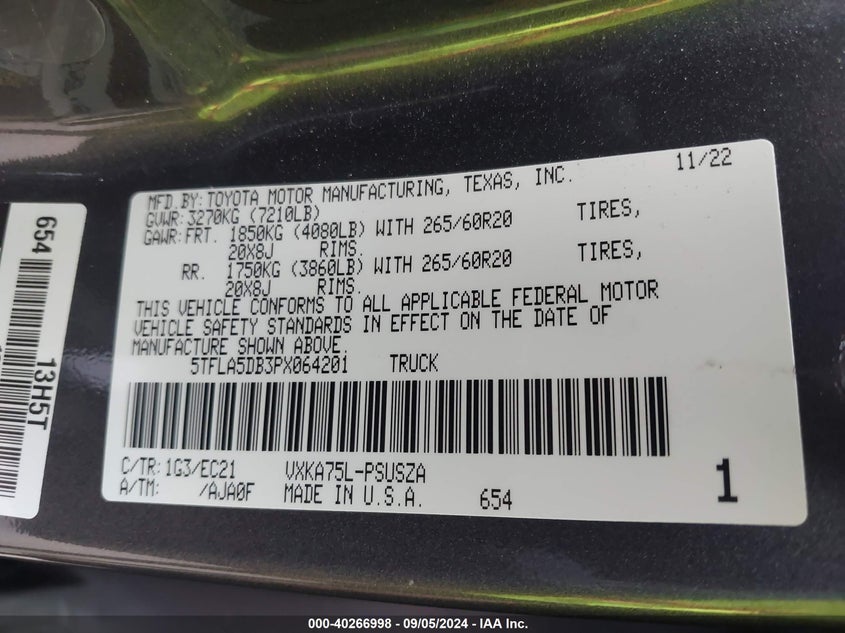 11/22
MFD.BY:TOYOTA MOTOR MANUFACTURING, TEXAS, INC.
GVWR:3270KG (7210LB)
GAWR:FRT. 1850KG (4080LB) WITH 265/60R20 TIRES,
20X8J RIMS.
RR. 1750KG (3860LB) WITH 265/60R20 TIRES,
20X8J RIMS.
THIS VEHICLE CONFORMS TO ALL APPLICABLE FEDERAL MOTOR
VEHICLE SAFETY STANDARDS IN EFFECT ON THE DATE OF
MANUFACTURE SHOWN ABOVE.
5TFLA5DB3PX064201 TRUCK
C/TR:1G3/EC21 VXKA75L-PSUSZA
A/TM: /AJA0F MADE IN U.S.A. 654 1
654
13H5T
000-40266998 - 09/05/2024 - IAA Inc.